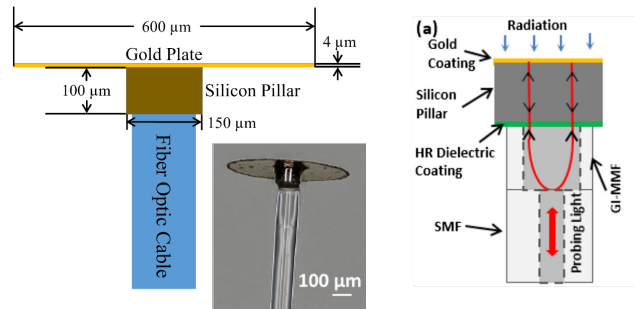 600 µm
4 µm
Gold Plate
100 µm
Silicon Pillar
150 µm
Fiber Optic Cable
100 µm
(a)
Radiation
Gold
Coating
Silicon
Pillar
HR Dielectric
Coating
GI-MMF
SMF
Probing Light